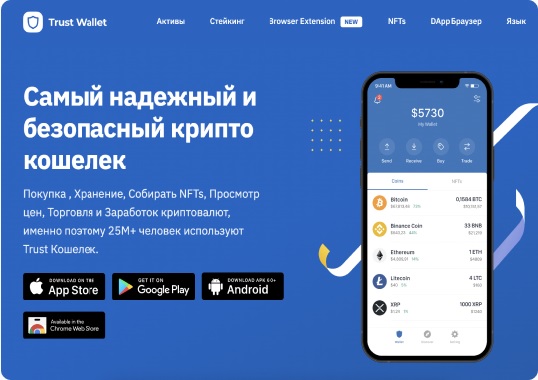 Trust Wallet
Активы
Стейкинг
Browser Extension
NEW
NFTs
DApp Браузер
Язык
Самый надежный и
безопасный крипто
кошелек
Покупка , Хранение, Собирать NFTs, Просмотр
цен, Торговля и Заработок криптовалют,
именно поэтому 25M+ человек используют
Trust Кошелек.
DOWNLOAD ON THE
App Store
GET IT ON
Google Play
DOWNLOAD APK 6.0+
Android
Available in the
Chrome Web Store
9:41 AM
$5730
My Wallet
Send
Receive
Buy
Trade
Coins
NFTs
Bitcoin
0,1584 BTC
Binance Coin
33 BNB
Ethereum
1 ETH
Litecoin
4 LTC
XRP
1000 XRP